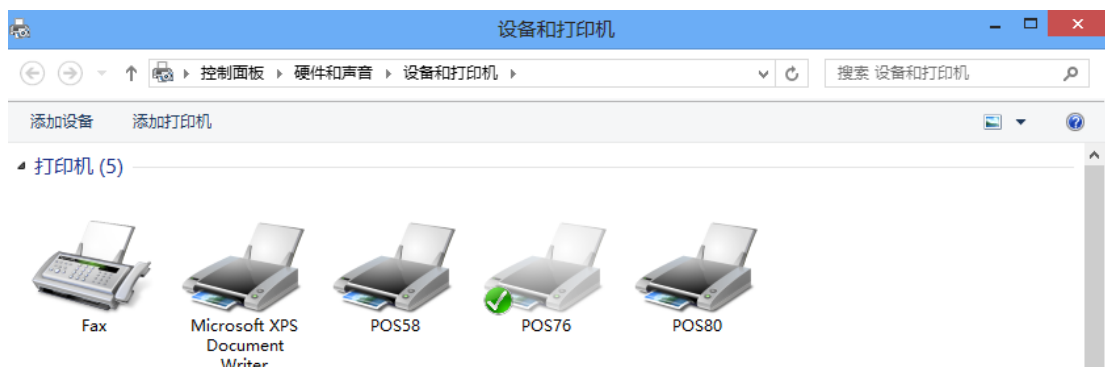 设备和打印机
控制面板 硬件和声音 设备和打印机
搜索 设备和打印机
添加设备 添加打印机
打印机 (5)
Fax
Microsoft XPS
Document
Writer
POS58
POS76
POS80